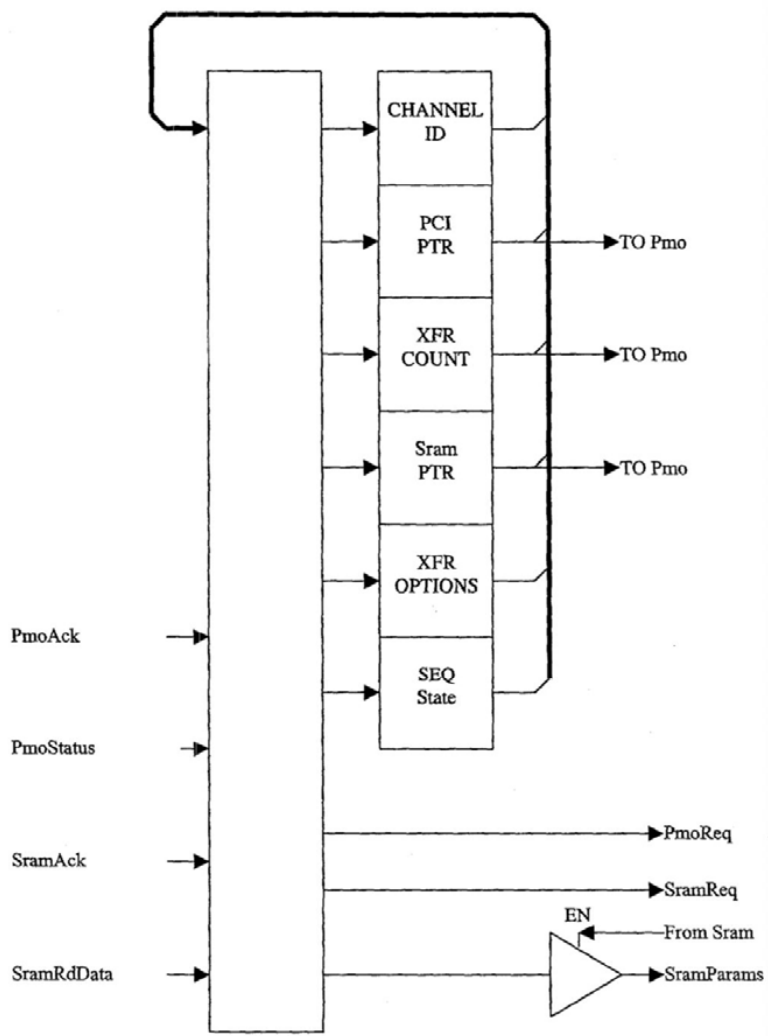 CHANNEL
ID
PCI
PTR
TO Pmo
XFR
COUNT
TO Pmo
Sram
PTR
TO Pmo
XFR
OPTIONS
PmoAck
SEQ
State
PmoStatus
PmoReq
SramAck
SramReq
EN
From Sram
SramRdData
SramParams